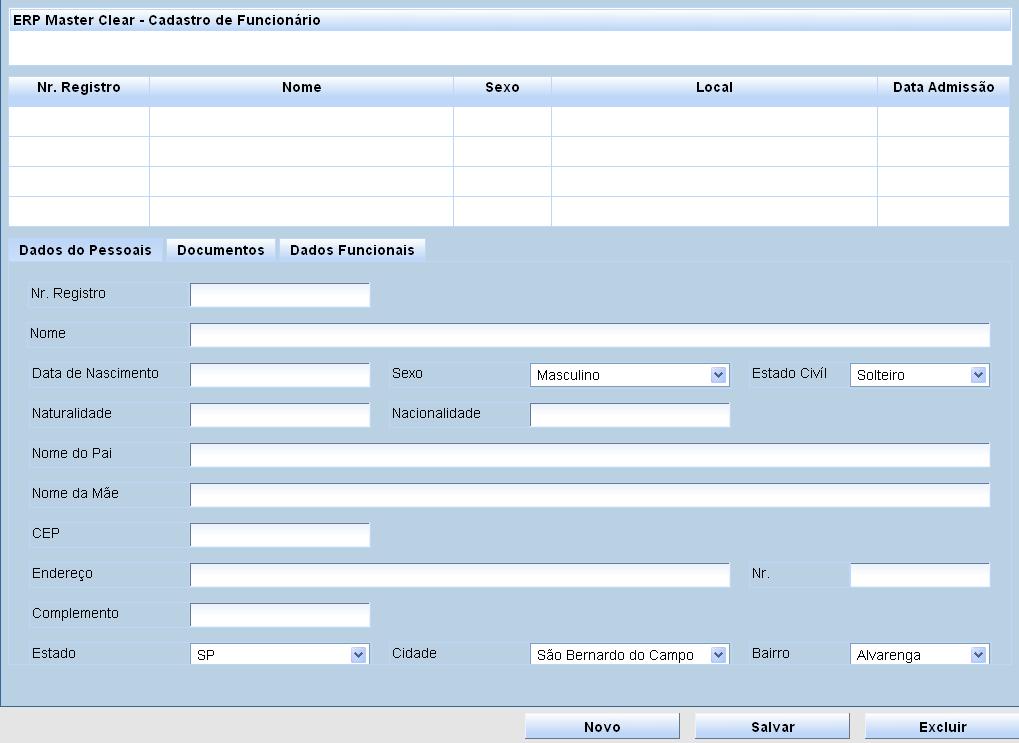 ERP Master Clear - Cadastro de Funcionário
Nr. Registro Nome Sexo Local Data Admissão
Dados do Pessoais Documentos Dados Funcionais
Nr. Registro
Nome
Data de Nascimento Sexo Masculino Estado Civíl Solteiro
Naturalidade Nacionalidade
Nome do Pai
Nome da Mãe
CEP
Endereço Nr.
Complemento
Estado SP Cidade São Bernardo do Campo Bairro Alvarenga
Novo Salvar Excluir